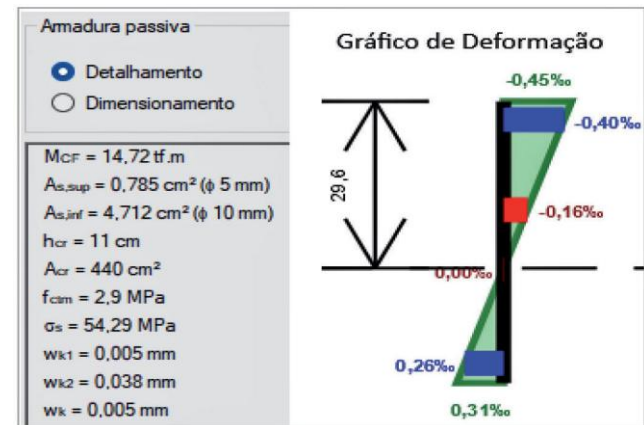 Armadura passiva
Detalhamento
Dimensionamento
MCF = 14,72 tf.m
As,sup = 0,785 cm² (ϕ 5 mm)
As,inf = 4,712 cm² (ϕ 10 mm)
hcr = 11 cm
Acr = 440 cm²
fctm = 2,9 MPa
σs = 54,29 MPa
wk1 = 0,005 mm
wk2 = 0,038 mm
wk = 0,005 mm
Gráfico de Deformação
-0,45‰
-0,40‰
29,6
-0,16‰
0,00‰
0,26‰
0,31‰